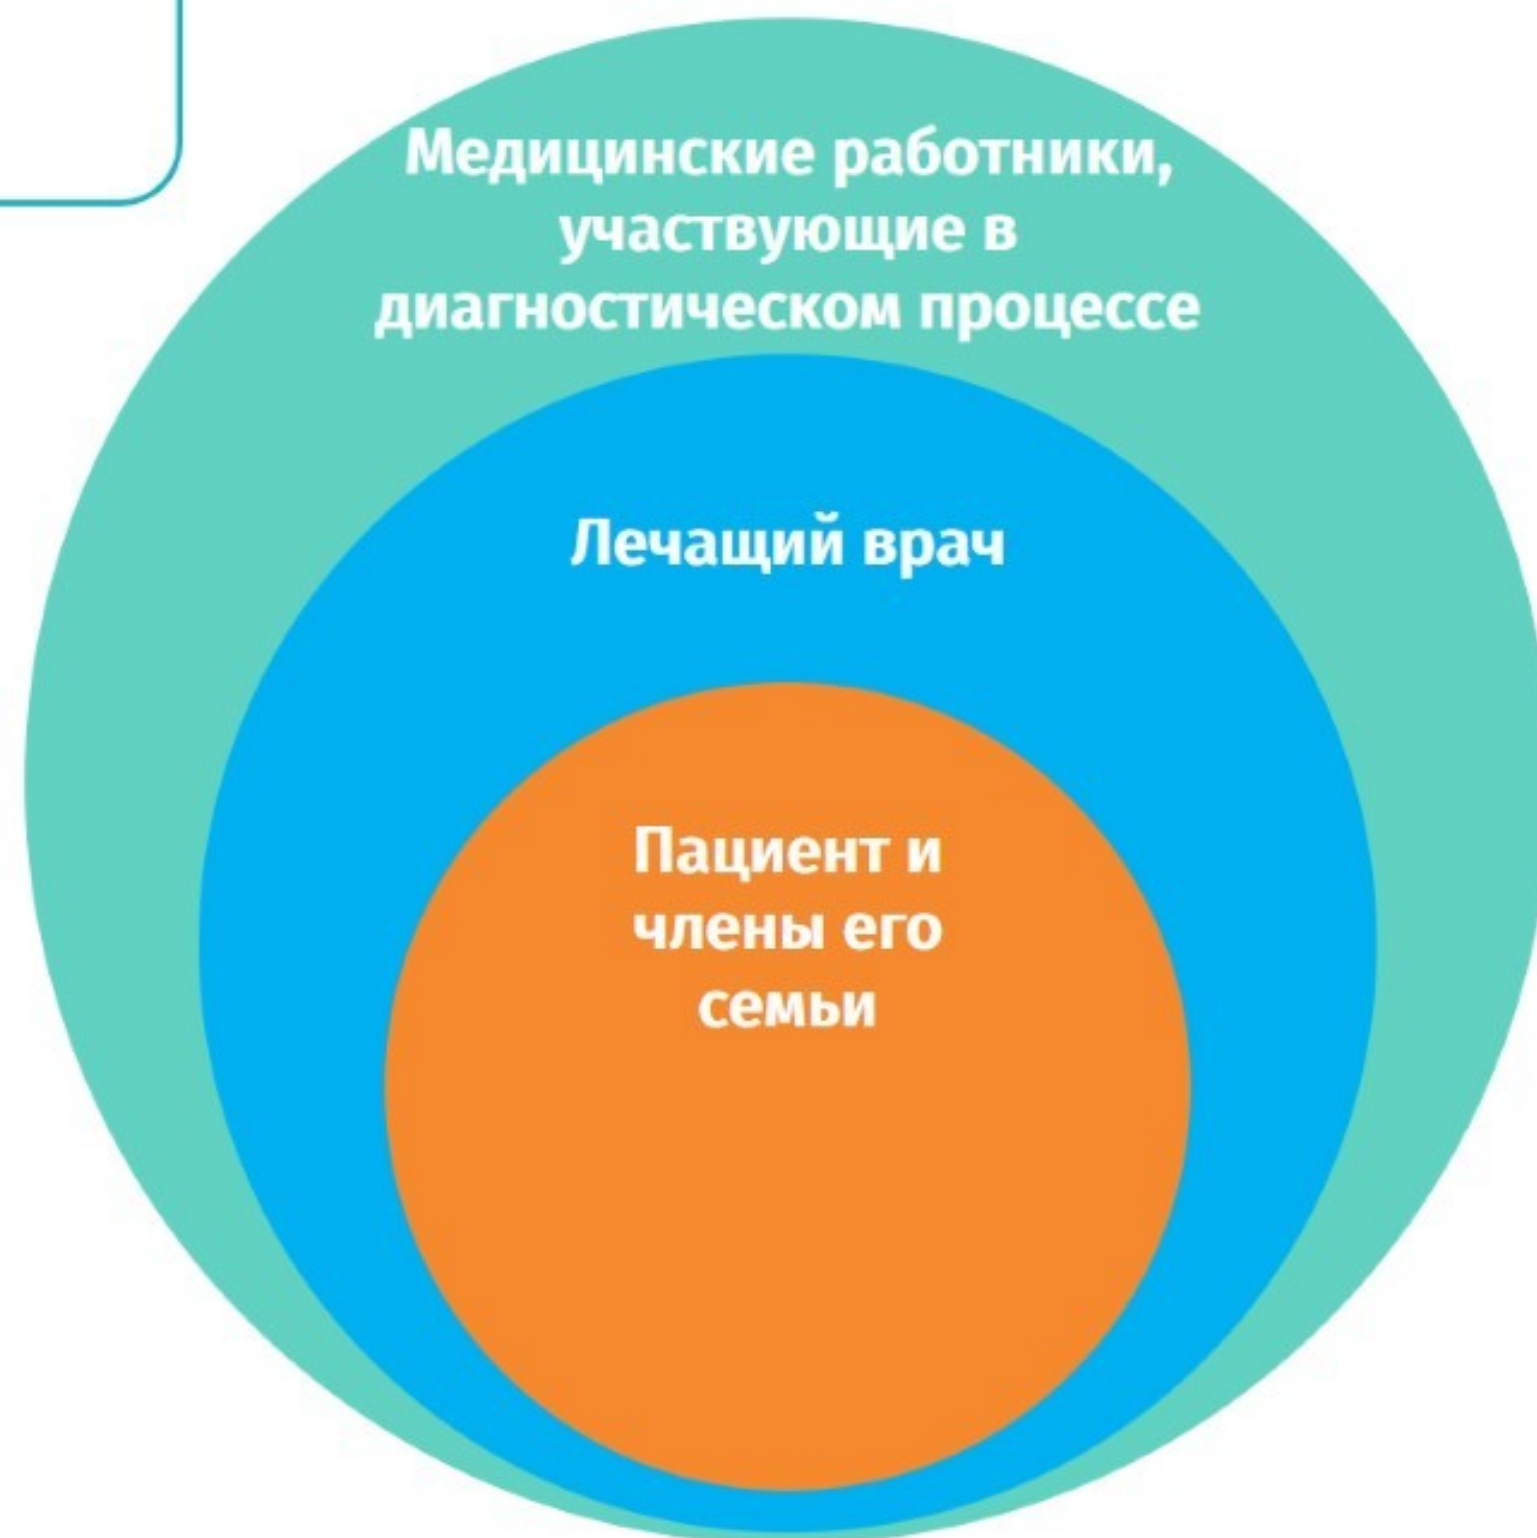 Медицинские работники,
участвующие в
диагностическом процессе
Лечащий врач
Пациент и
члены его
семьи